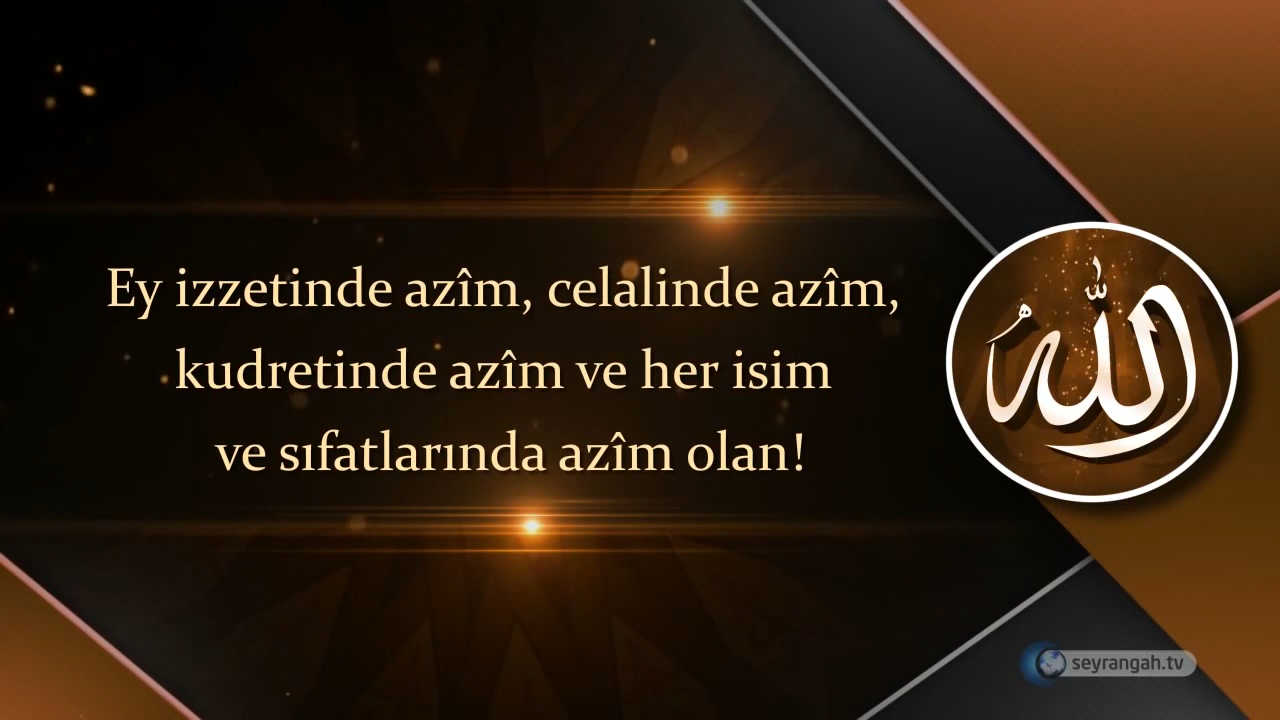 Ey izzetinde azîm, celalinde azîm,
kudretinde azîm ve her isim
ve sıfatlarında azîm olan!
الله
seyrangah.tv